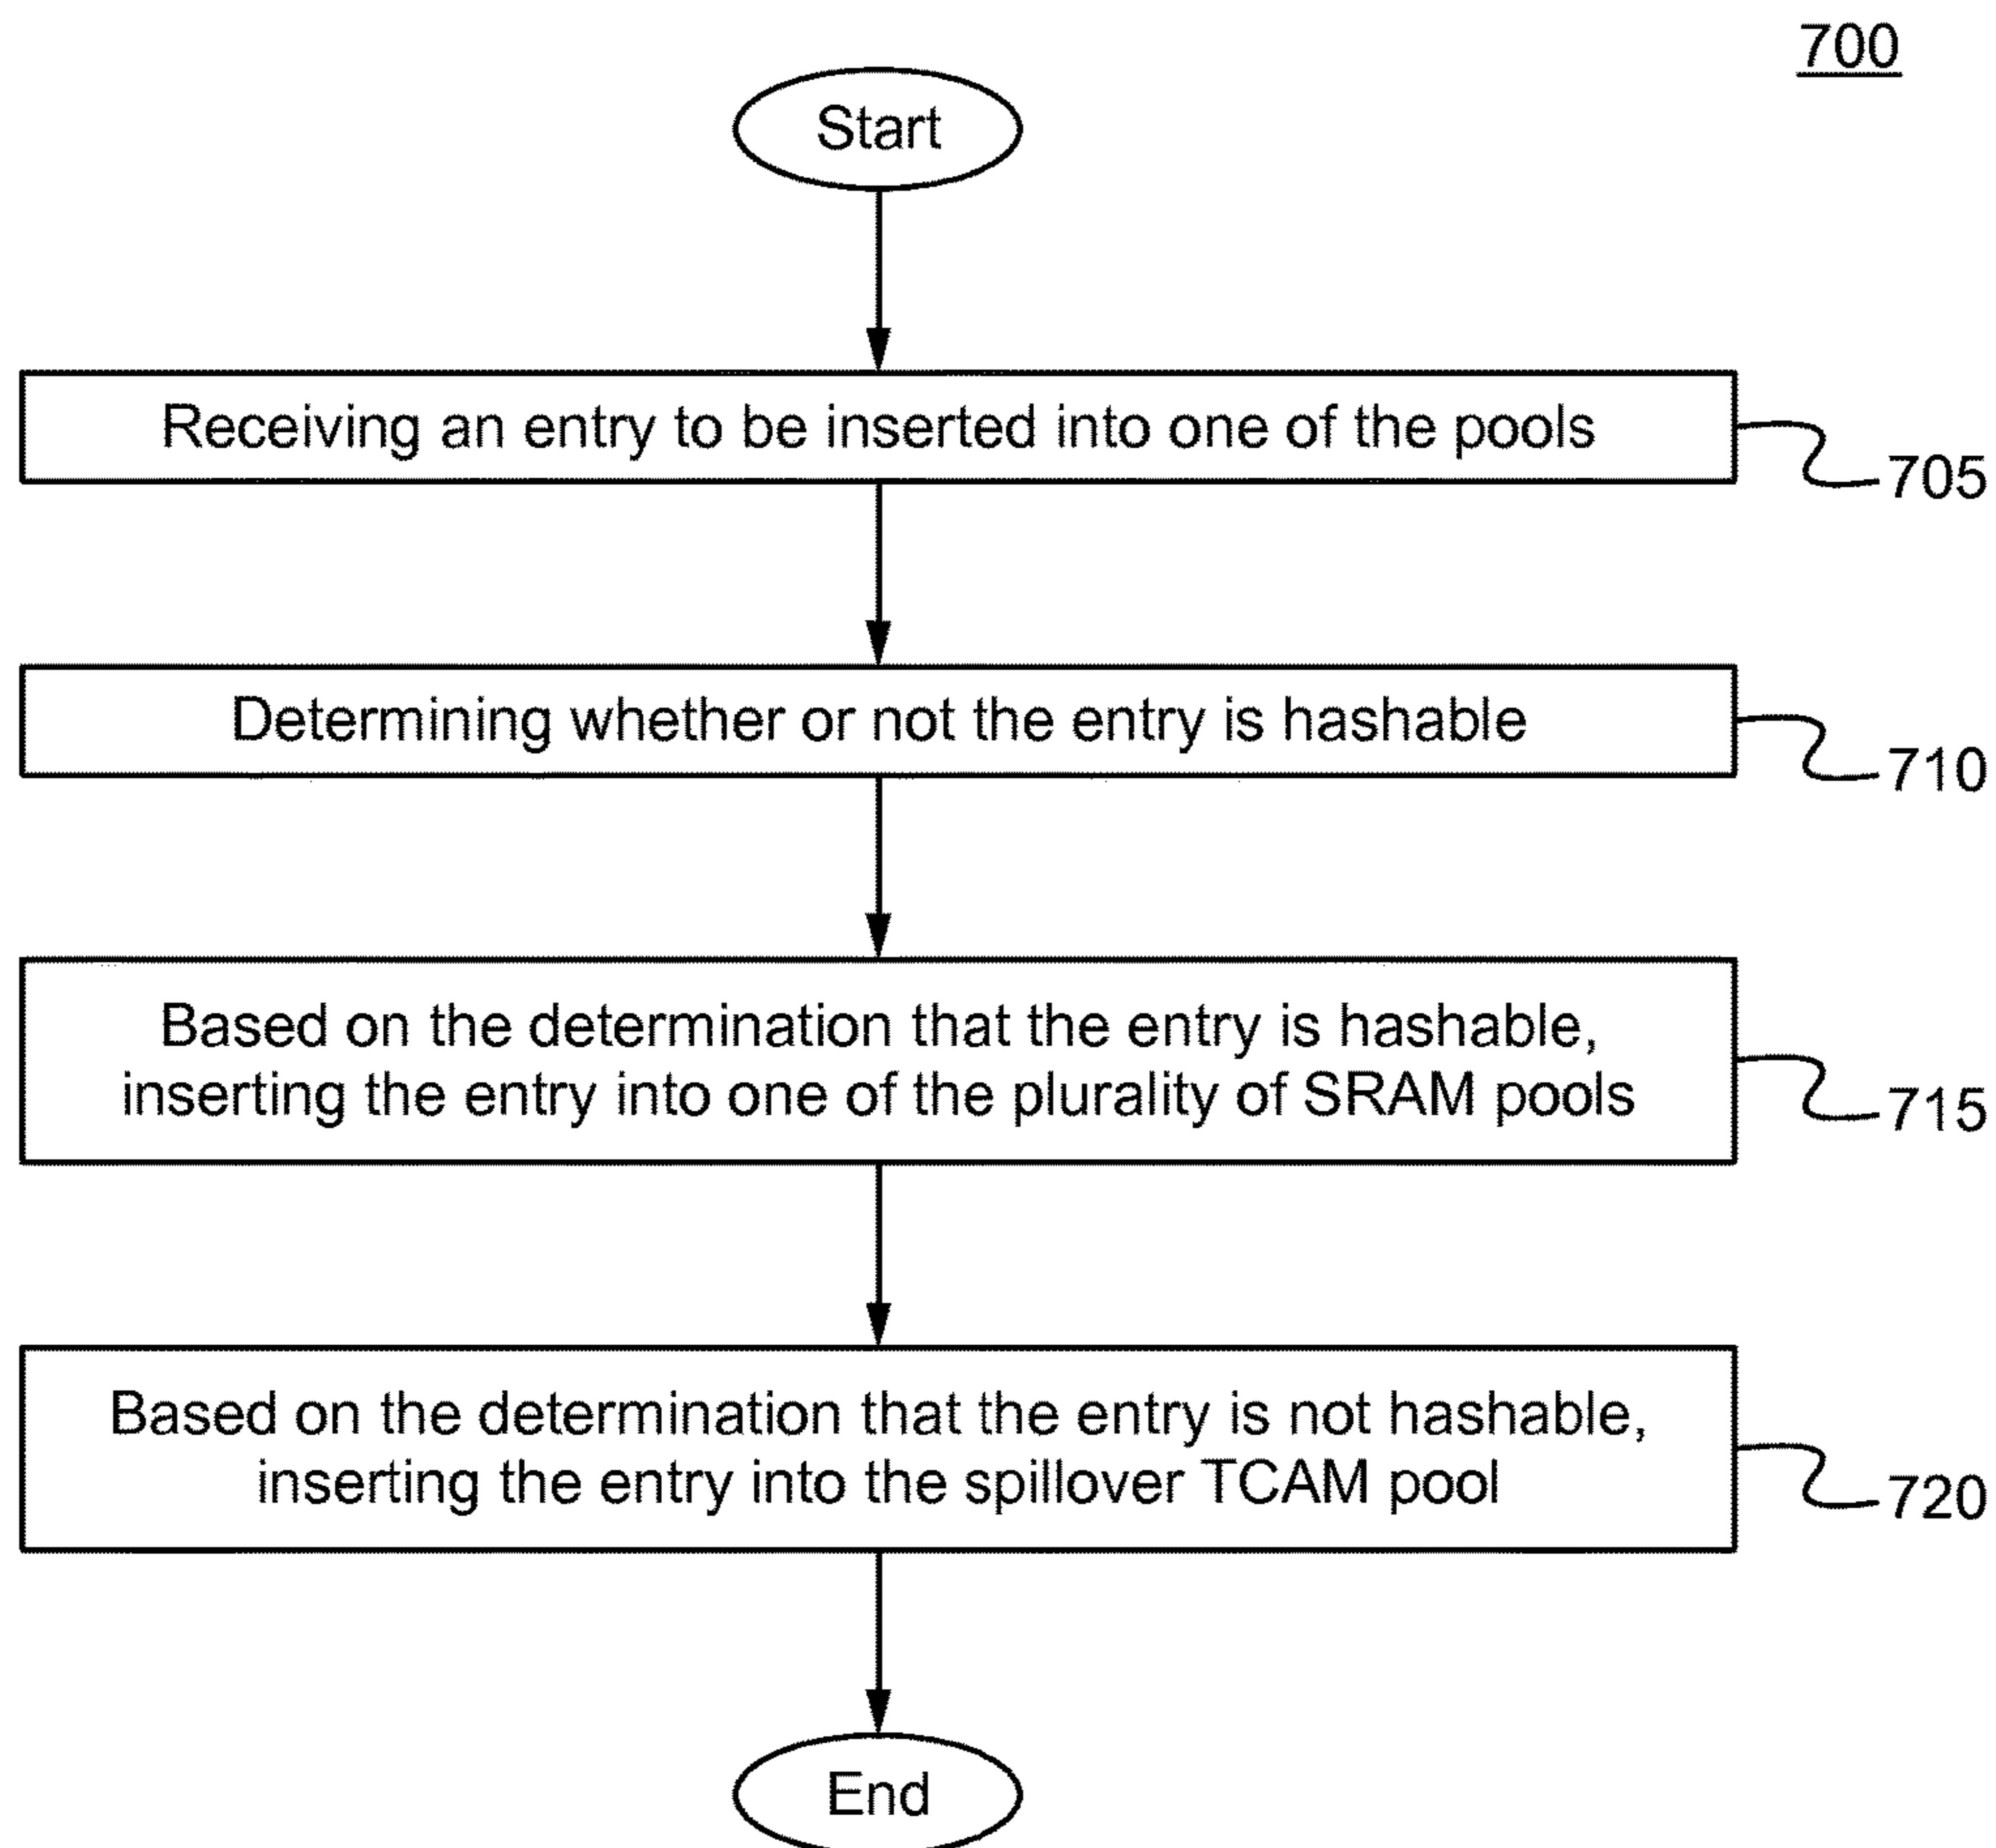 700
Start
Receiving an entry to be inserted into one of the pools
705
Determining whether or not the entry is hashable
710
Based on the determination that the entry is hashable,
inserting the entry into one of the plurality of SRAM pools
715
Based on the determination that the entry is not hashable,
inserting the entry into the spillover TCAM pool
720
End